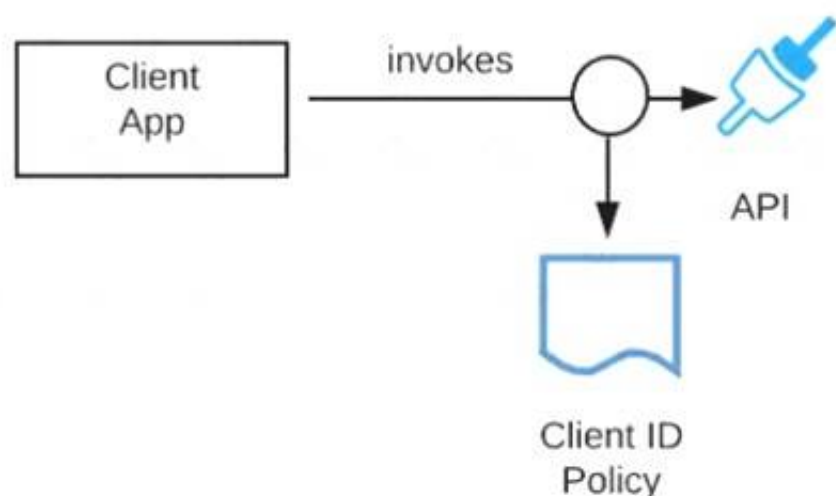 Client
App
invokes
API
Client ID
Policy